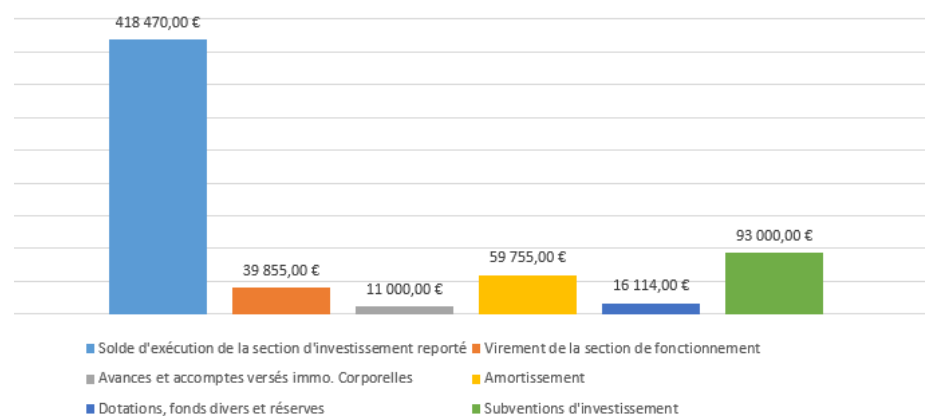 418 470,00 €
39 855,00 €
11 000,00 €
59 755,00 €
16 114,00 €
93 000,00 €
Solde d'exécution de la section d'investissement reporté
Virement de la section de fonctionnement
Avances et accomptes versés immo. Corporelles
Amortissement
Dotations, fonds divers et réserves
Subventions d'investissement